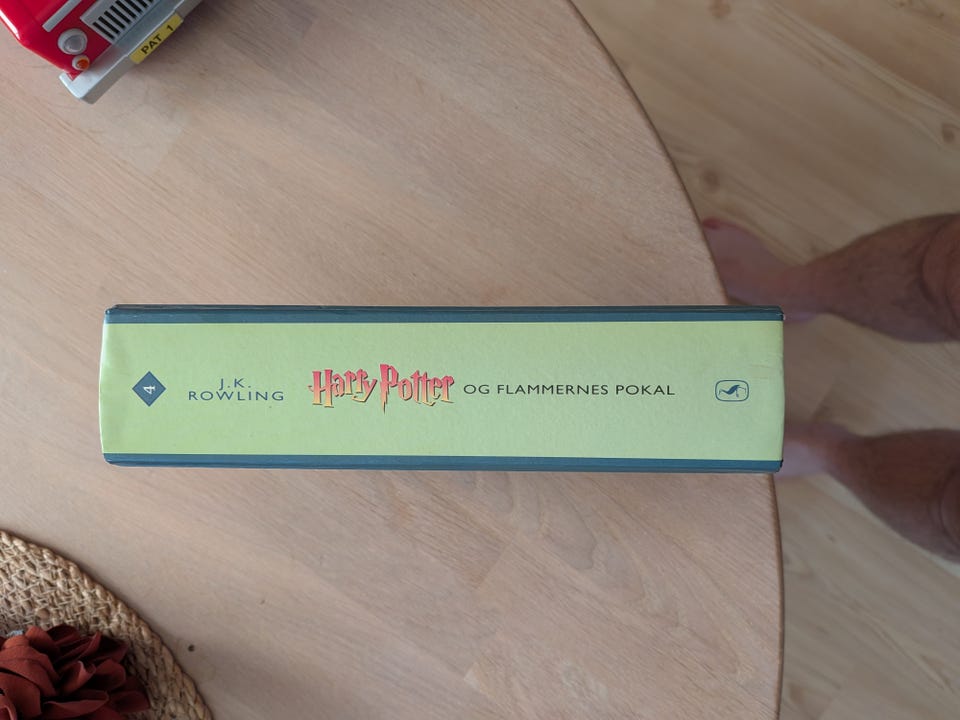 PAT 1
4
J.K.
ROWLING
Harry Potter OG FLAMMERNES POKAL